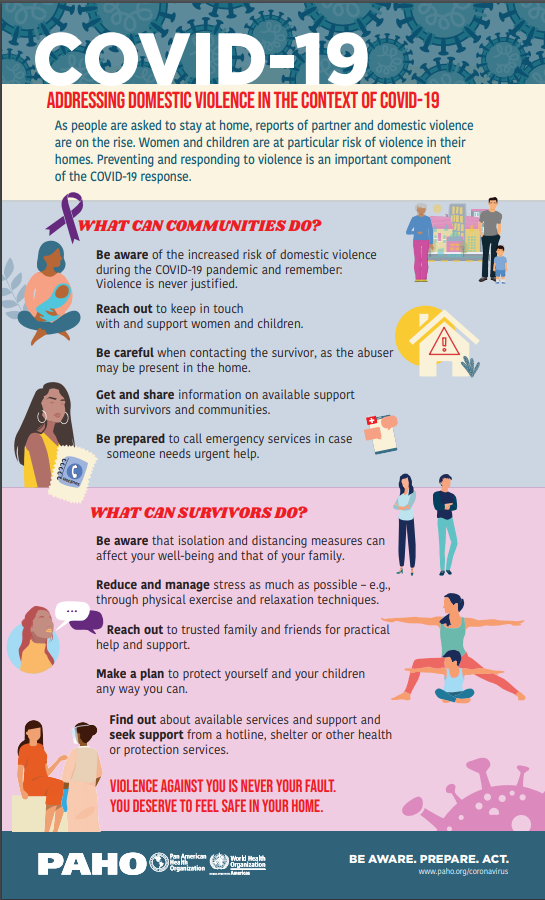 COVID-19
ADDRESSING DOMESTIC VIOLENCE IN THE CONTEXT OF COVID-19
As people are asked to stay at home, reports of partner and domestic violence
are on the rise. Women and children are at particular risk of violence in their
homes. Preventing and responding to violence is an important component
of the COVID-19 response.
WHAT CAN COMMUNITIES DO?
Be aware of the increased risk of domestic violence
during the COVID-19 pandemic and remember:
Violence is never justified.
Reach out to keep in touch
with and support women and children.
Be careful when contacting the survivor, as the abuser
may be present in the home.
Get and share information on available support
with survivors and communities.
Be prepared to call emergency services in case
someone needs urgent help.
WHAT CAN SURVIVORS DO?
Be aware that isolation and distancing measures can
affect your well-being and that of your family.
Reduce and manage stress as much as possible – e.g.,
through physical exercise and relaxation techniques.
Reach out to trusted family and friends for practical
help and support.
Make a plan to protect yourself and your children
any way you can.
Find out about available services and support and
seek support from a hotline, shelter or other health
or protection services.
VIOLENCE AGAINST YOU IS NEVER YOUR FAULT.
YOU DESERVE TO FEEL SAFE IN YOUR HOME.
PAHO
Pan American
Health
Organization
World Health
Organization
Americas
BE AWARE. PREPARE. ACT.
www.paho.org/coronavirus